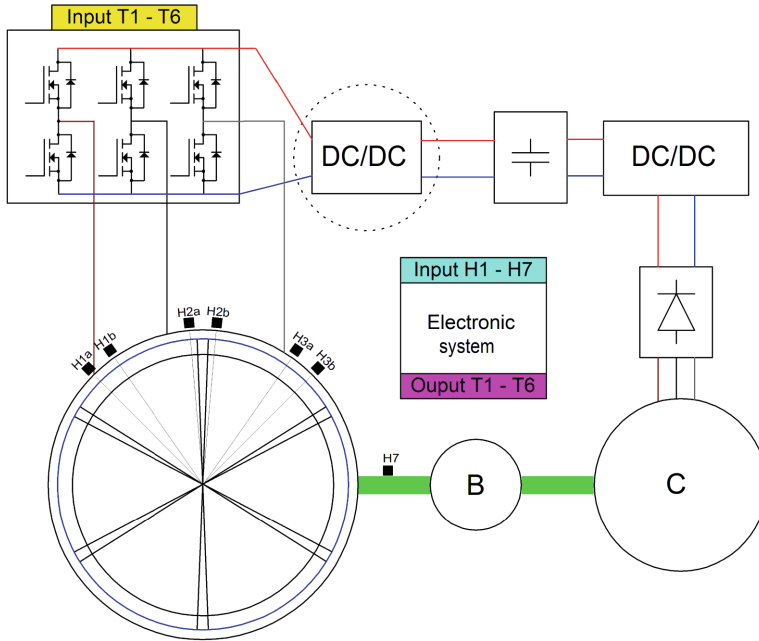 Input T1 - T6
DC/DC
DC/DC
Input H1 - H7
Electronic
system
Ouput T1 - T6
H1a
H1b
H2a
H2b
H3a
H3b
H7
B
C